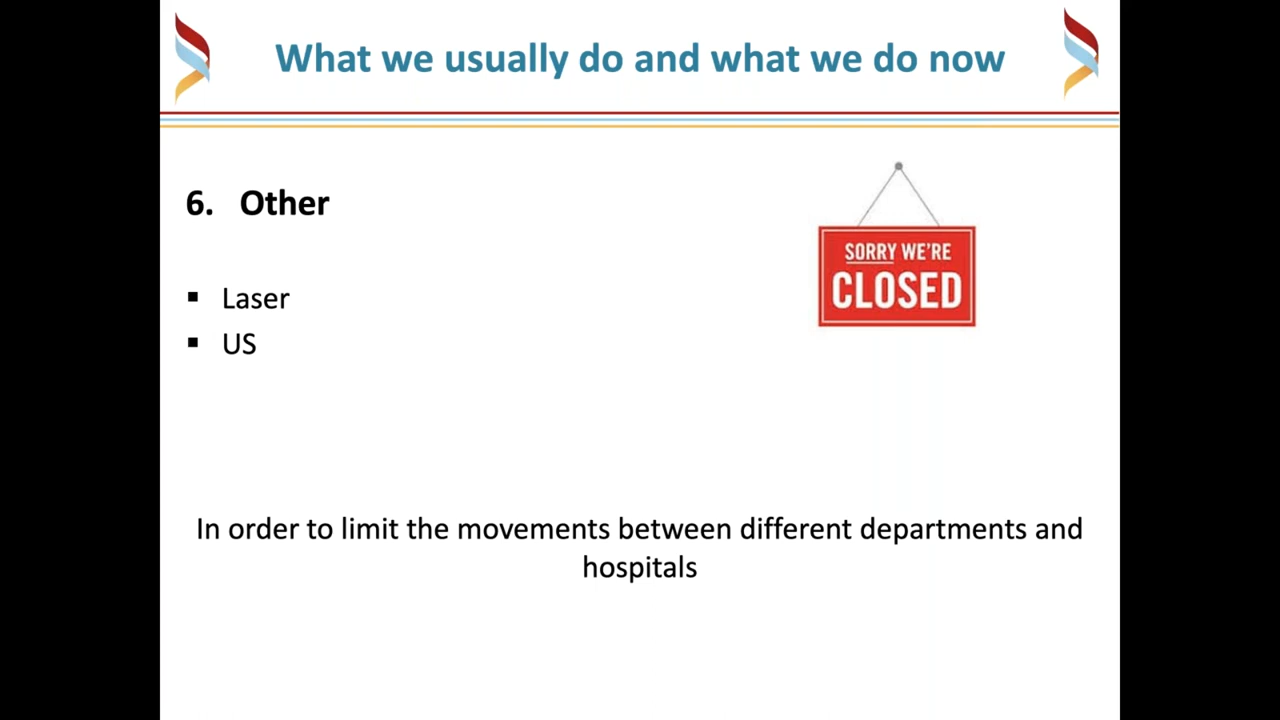 What we usually do and what we do now
6. Other
SORRY WE'RE
CLOSED
▪ Laser
▪ US
In order to limit the movements between different departments and
hospitals